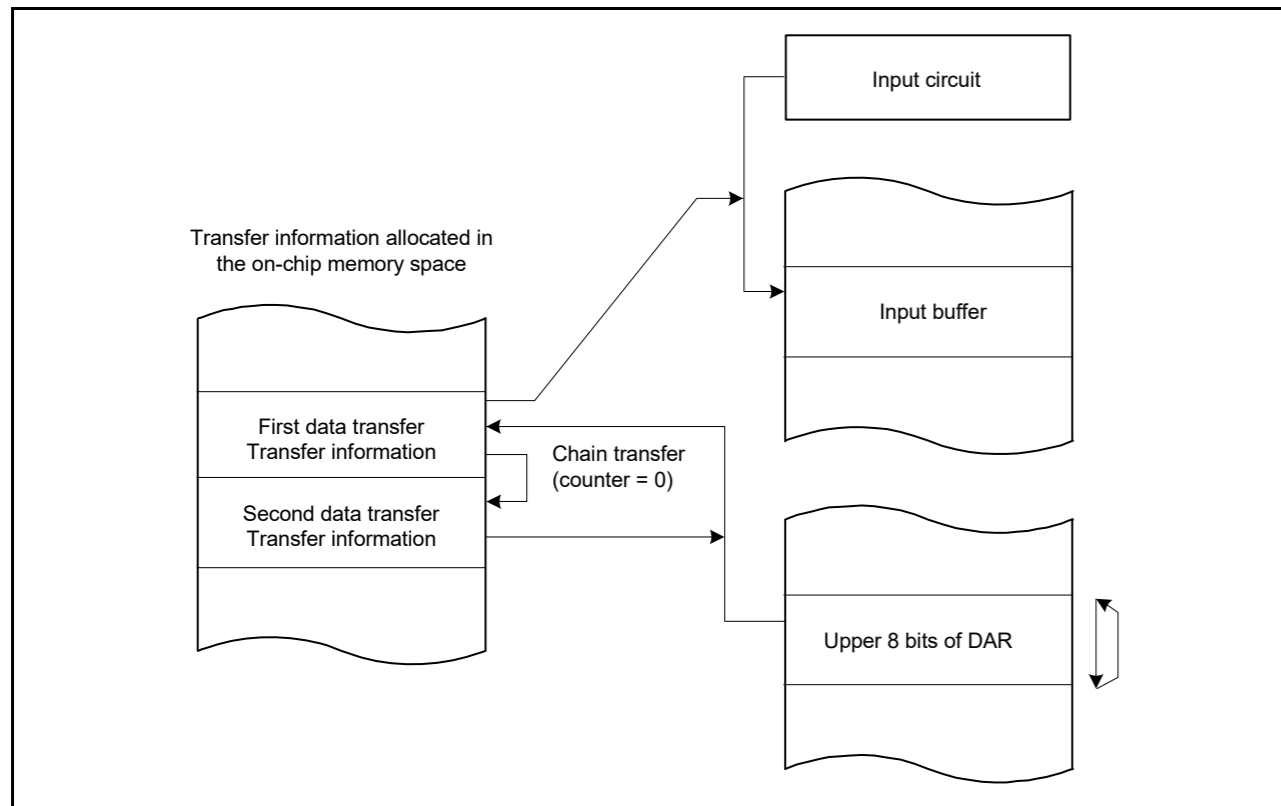 Input circuit
Transfer information allocated in
the on-chip memory space
Input buffer
First data transfer
Transfer information
Chain transfer
(counter = 0)
Second data transfer
Transfer information
Upper 8 bits of DAR